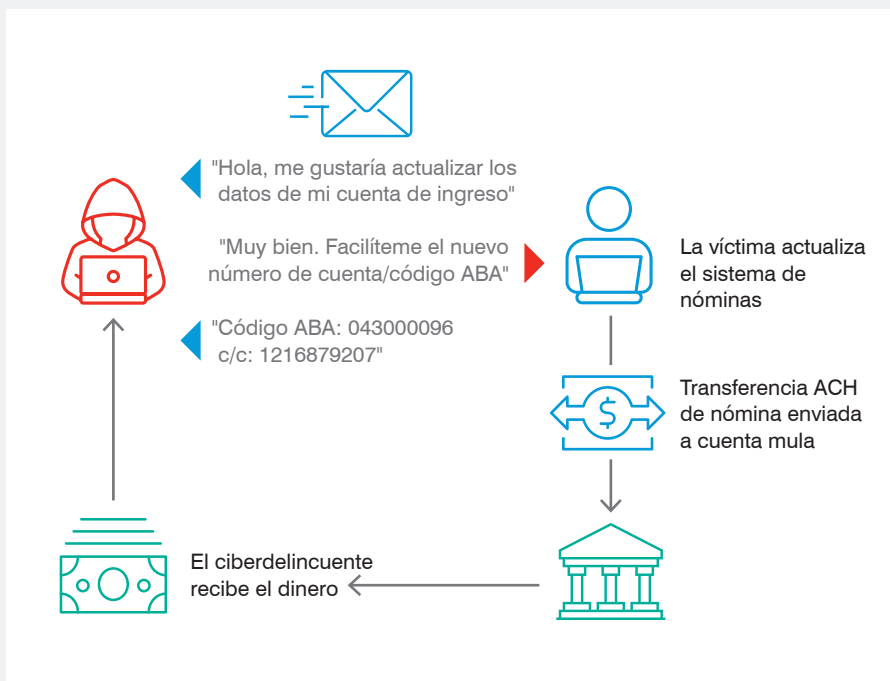 "Hola, me gustaría actualizar los
datos de mi cuenta de ingreso"
"Muy bien. Facilíteme el nuevo
número de cuenta/código ABA"
"Código ABA: 043000096
c/c: 1216879207"
La víctima actualiza
el sistema de
nóminas
Transferencia ACH
de nómina enviada
a cuenta mula
$
El ciberdelincuente
recibe el dinero